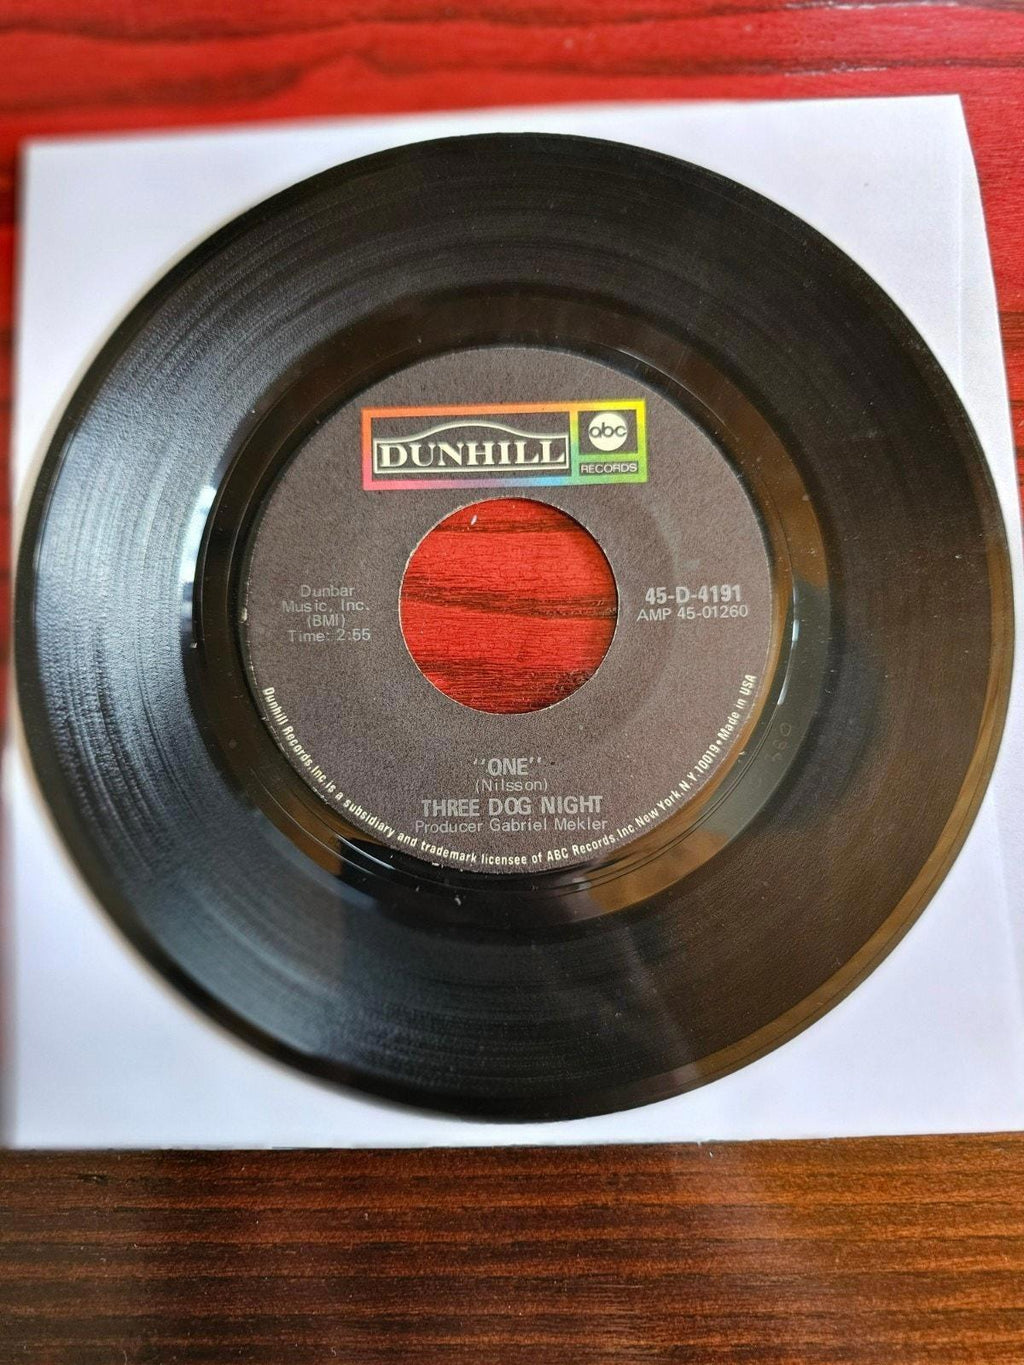 DUNHILL
abc
RECORDS
Dunbar
Music, Inc.
(BMI)
Time: 2:55
45-D-4191
AMP 45-01260
"ONE"
(Nilsson)
THREE DOG NIGHT
Producer Gabriel Mekler
Dunhill Records, Inc. is a subsidiary and trademark licensee of ABC Records, Inc. New York, N.Y. 10019 • Made in USA